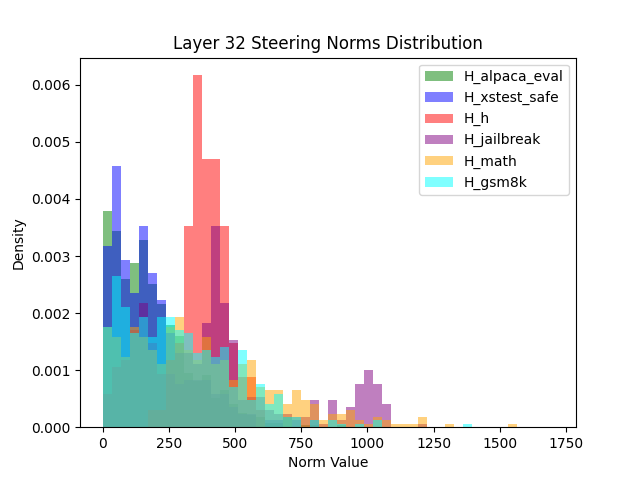 Layer 32 Steering Norms Distribution
0.006
0.005
0.004
0.003
0.002
0.001
0.000
Density
H_alpaca_eval
H_xstest_safe
H_h
H_jailbreak
H_math
H_gsm8k
0 250 500 750 1000 1250 1500 1750
Norm Value